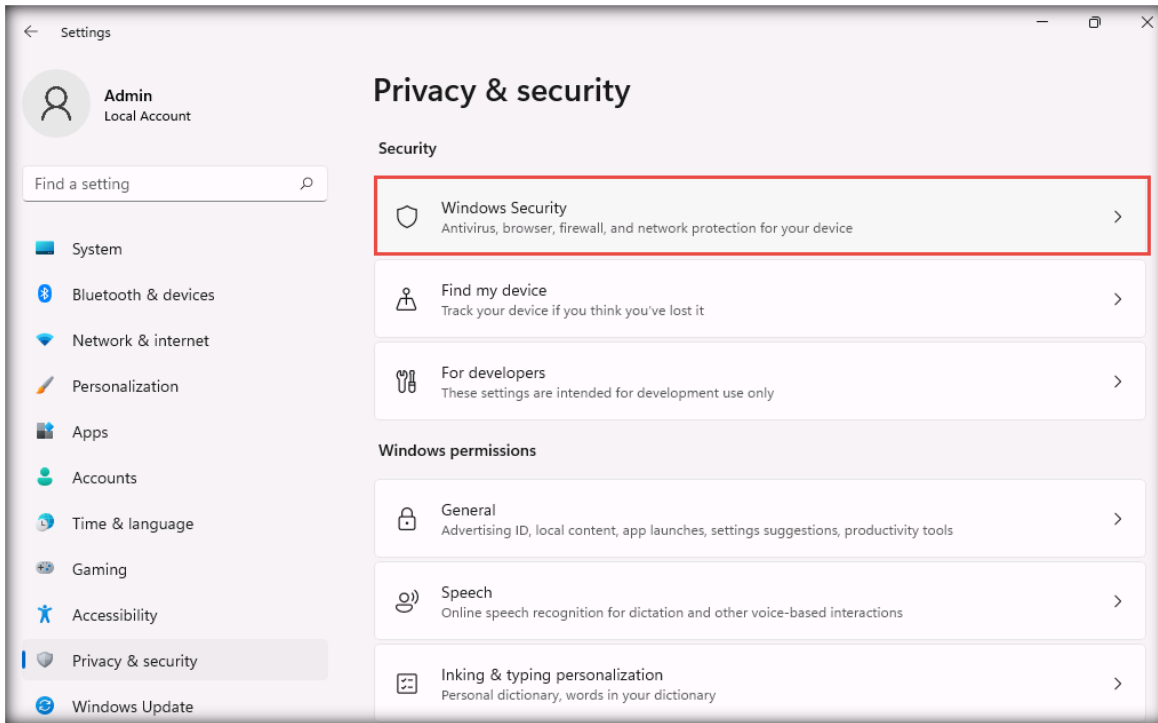 Settings
Admin
Local Account
Find a setting
System
Bluetooth & devices
Network & internet
Personalization
Apps
Accounts
Time & language
Gaming
Accessibility
Privacy & security
Windows Update
Privacy & security
Security
Windows Security
Antivirus, browser, firewall, and network protection for your device
Find my device
Track your device if you think you've lost it
For developers
These settings are intended for development use only
Windows permissions
General
Advertising ID, local content, app launches, settings suggestions, productivity tools
Speech
Online speech recognition for dictation and other voice-based interactions
Inking & typing personalization
Personal dictionary, words in your dictionary